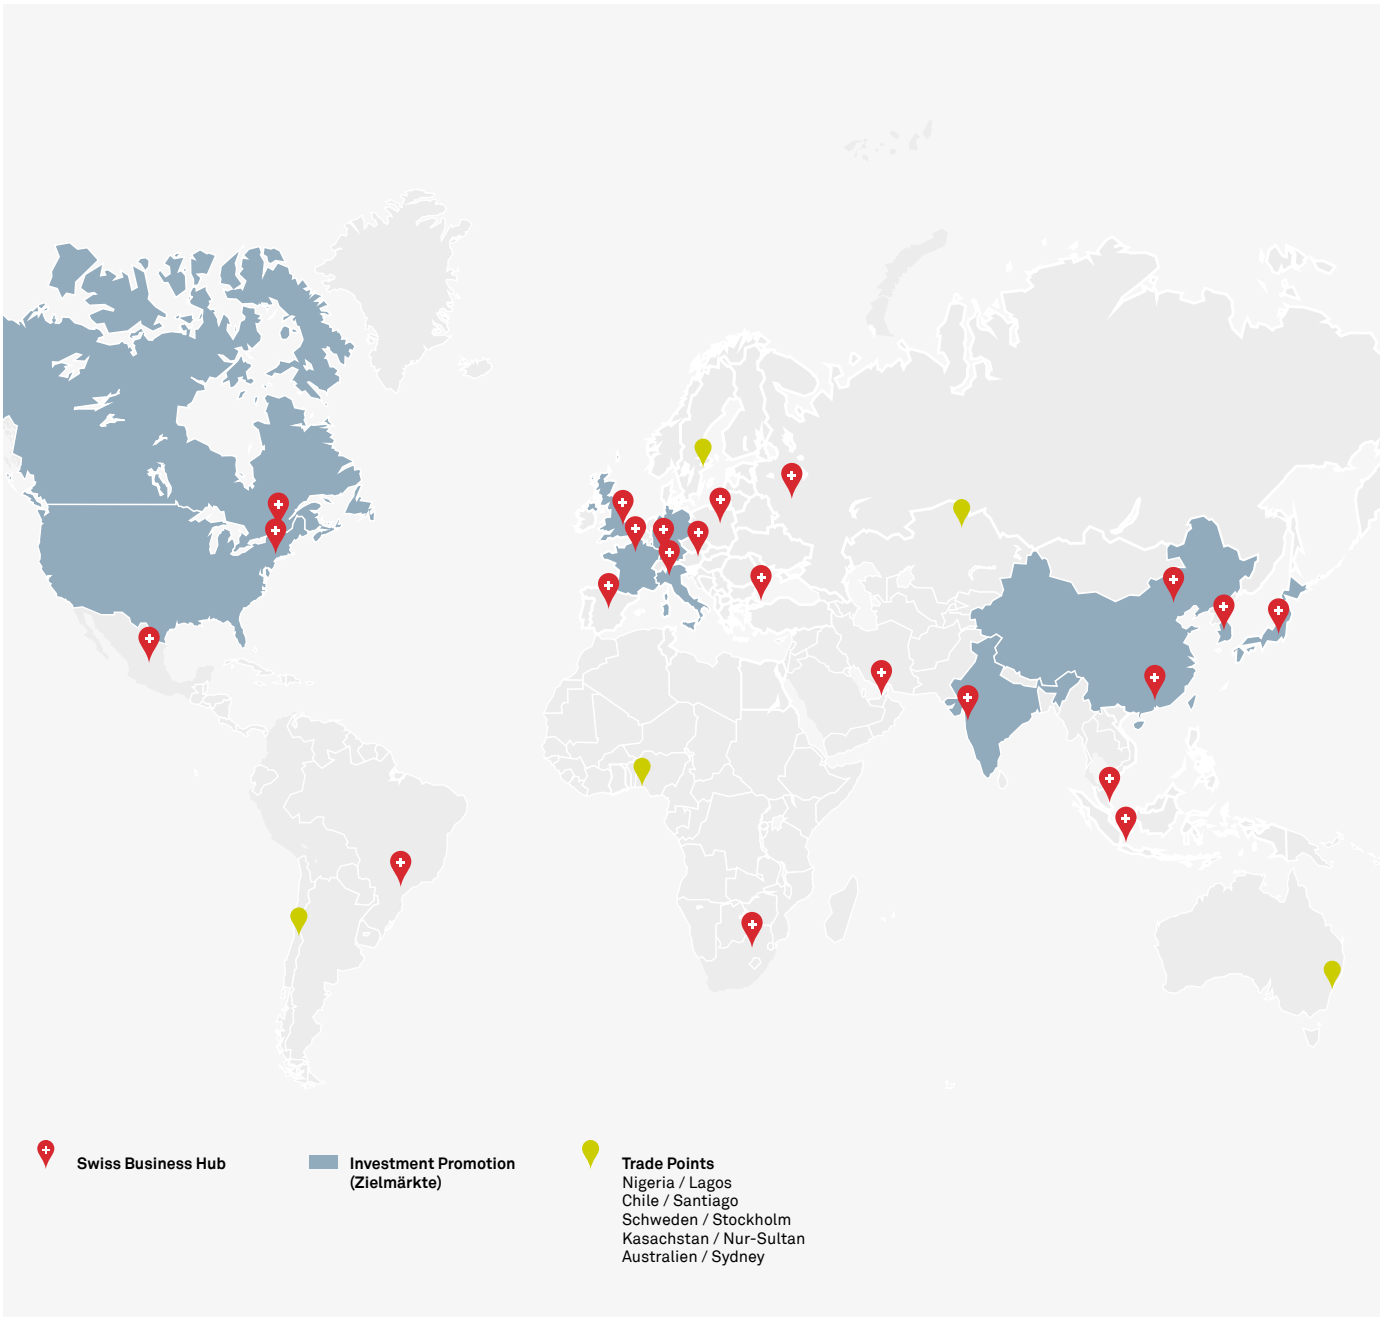 Swiss Business Hub
Investment Promotion
(Zielmärkte)
Trade Points
Nigeria / Lagos
Chile / Santiago
Schweden / Stockholm
Kasachstan / Nur-Sultan
Australien / Sydney